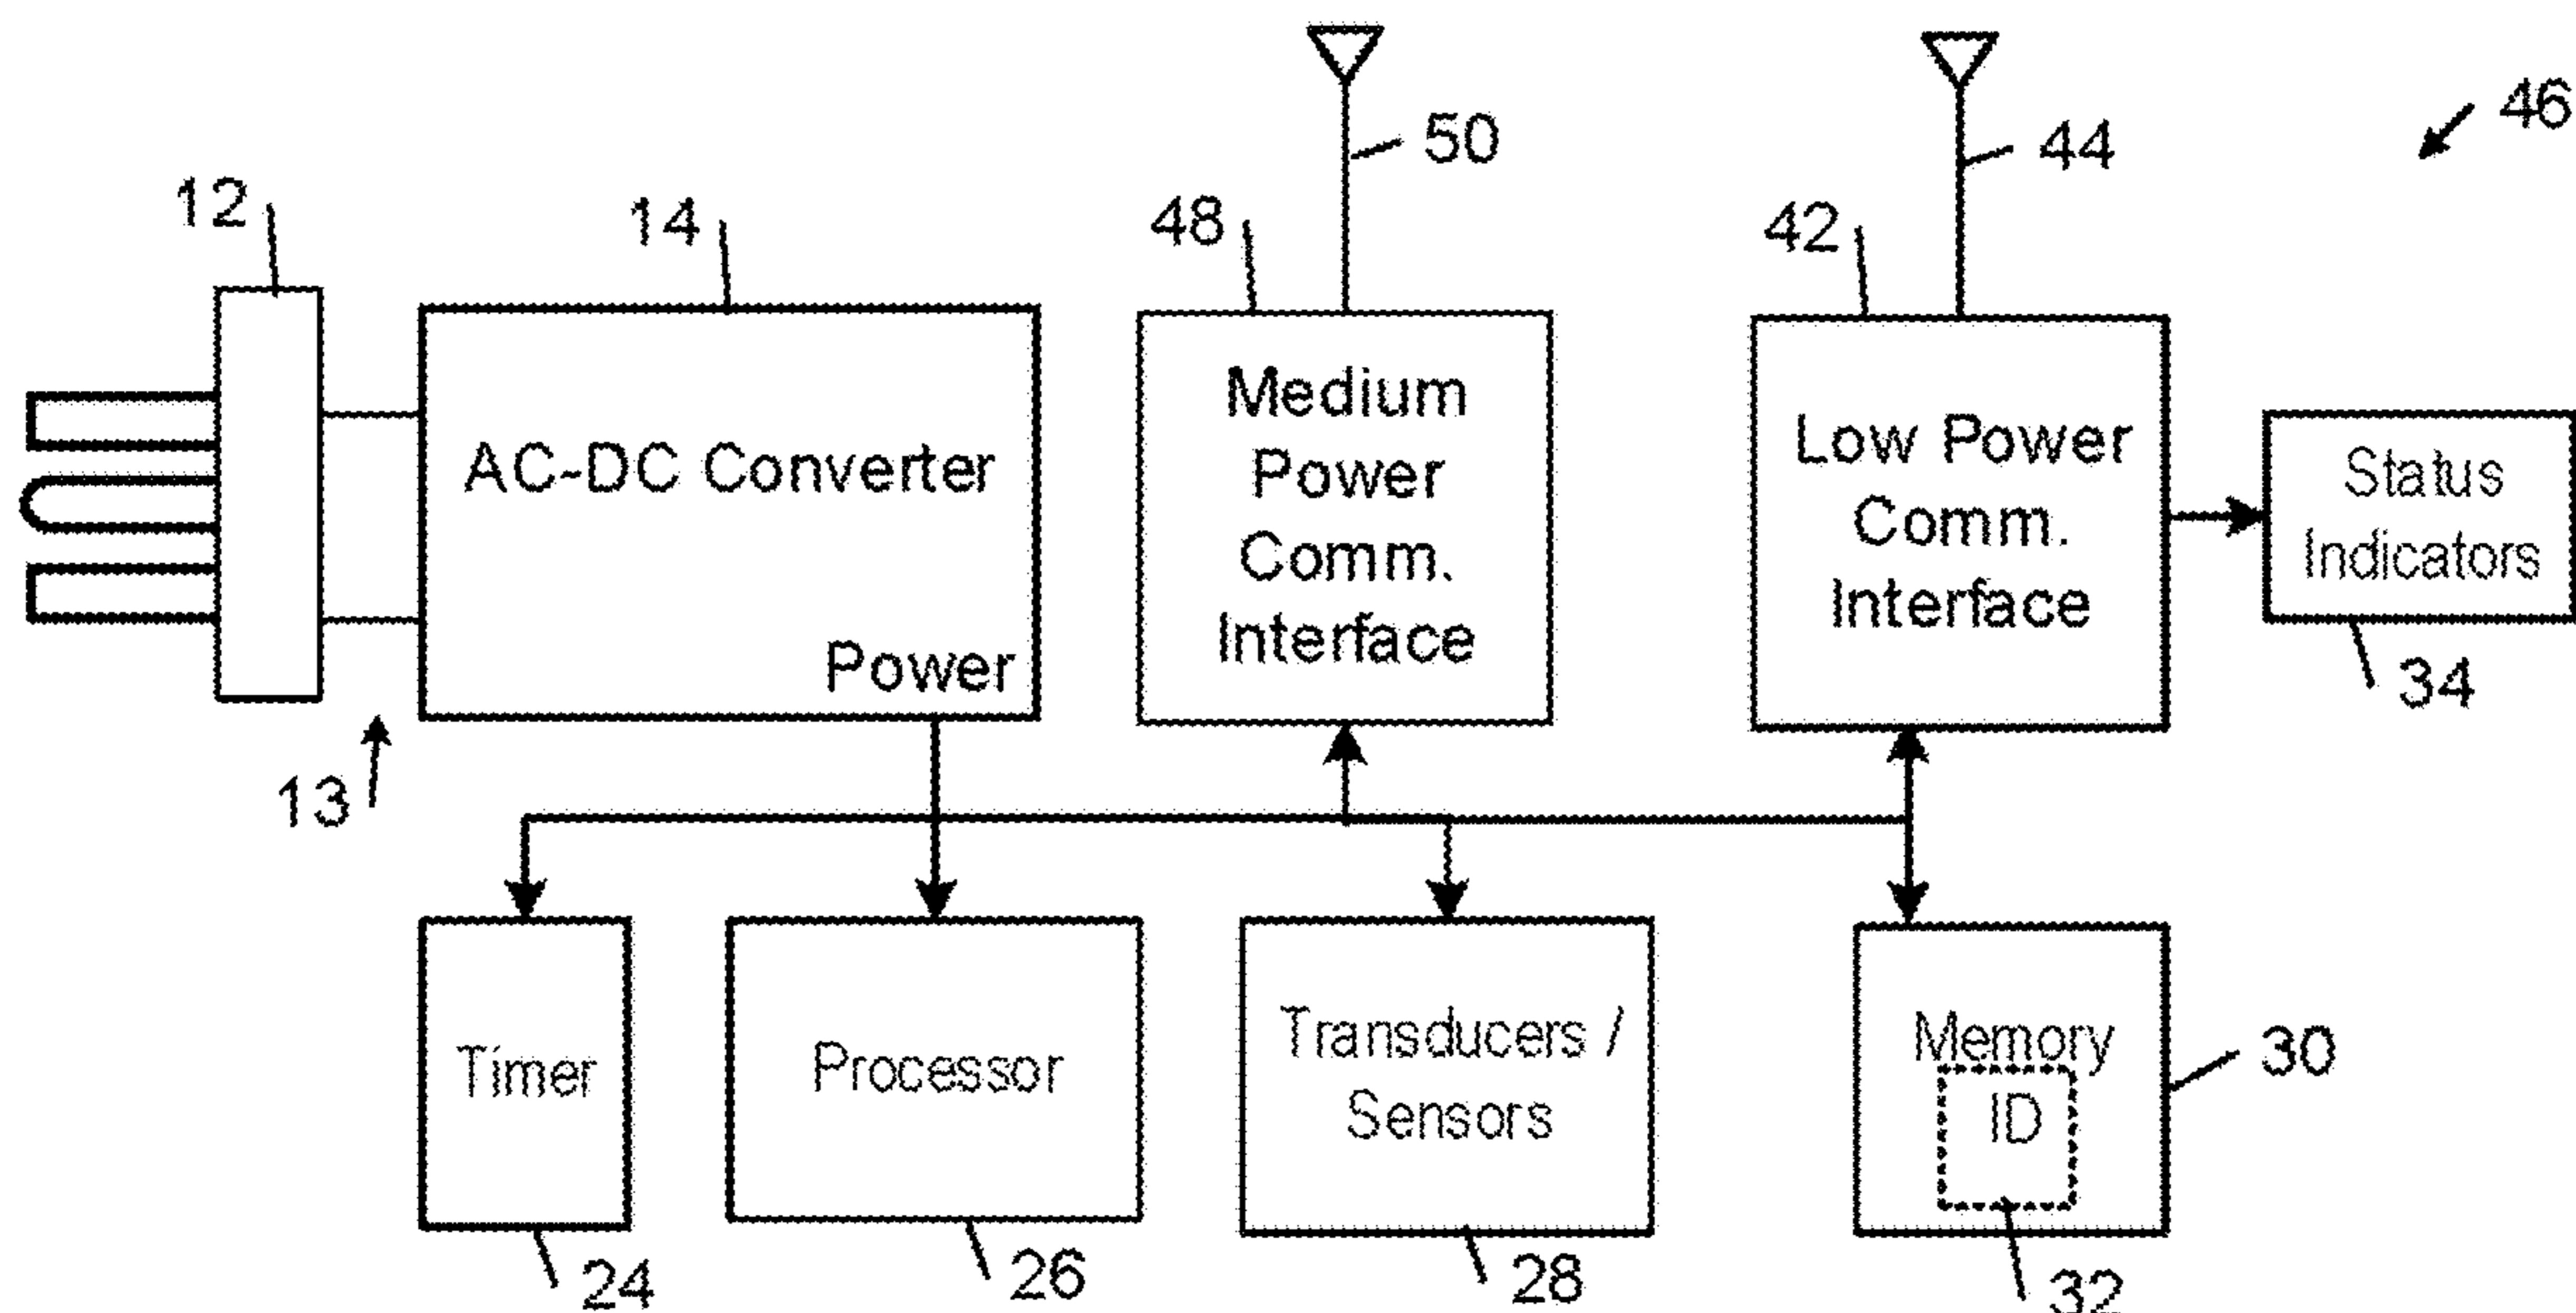 46
50
44
12
14
48
42
AC-DC Converter
Power
Medium
Power
Comm.
Interface
Low Power
Comm.
Interface
Status
Indicators
34
13
Timer
Processor
Transducers /
Sensors
Memory
ID
30
24
26
28
32